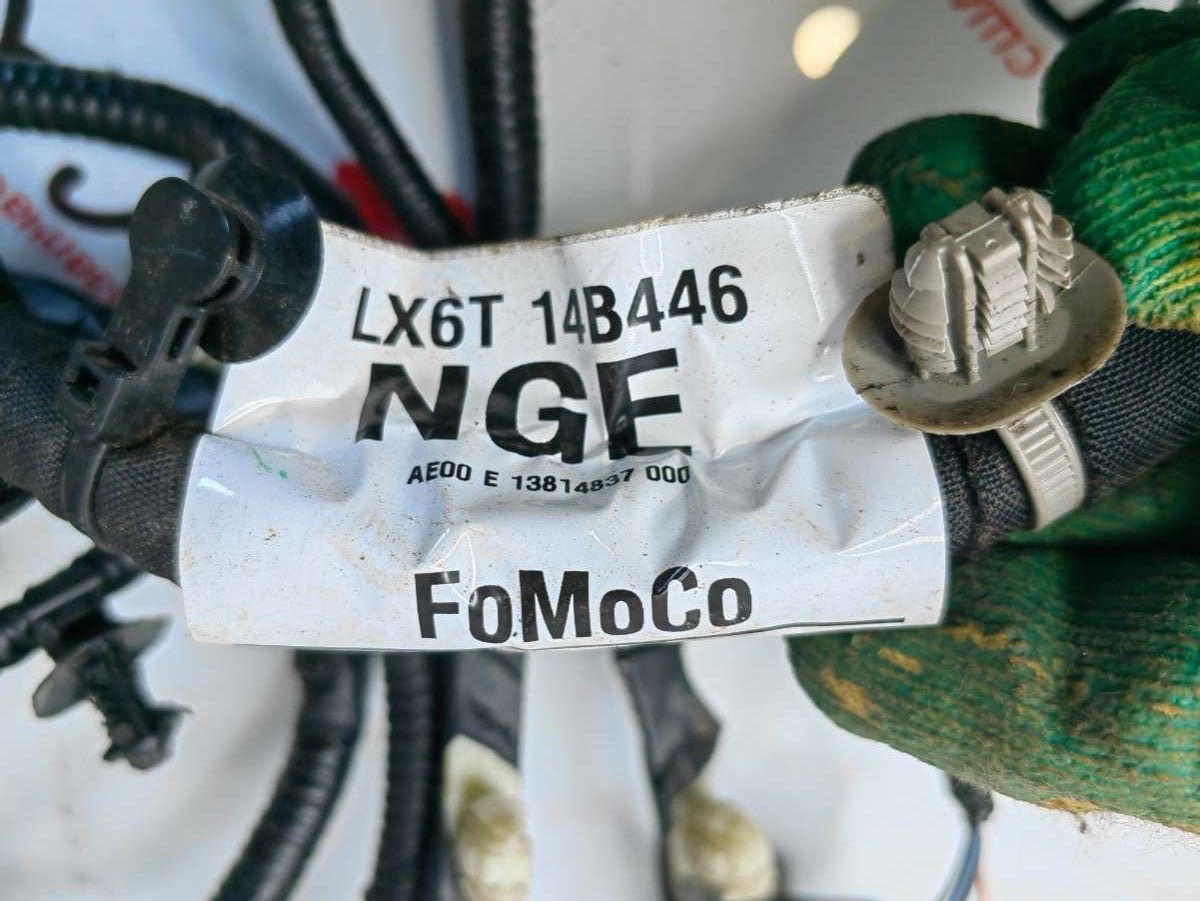 LX6T 14B446
NGE
AE00 E 13814837 000
FoMoCo